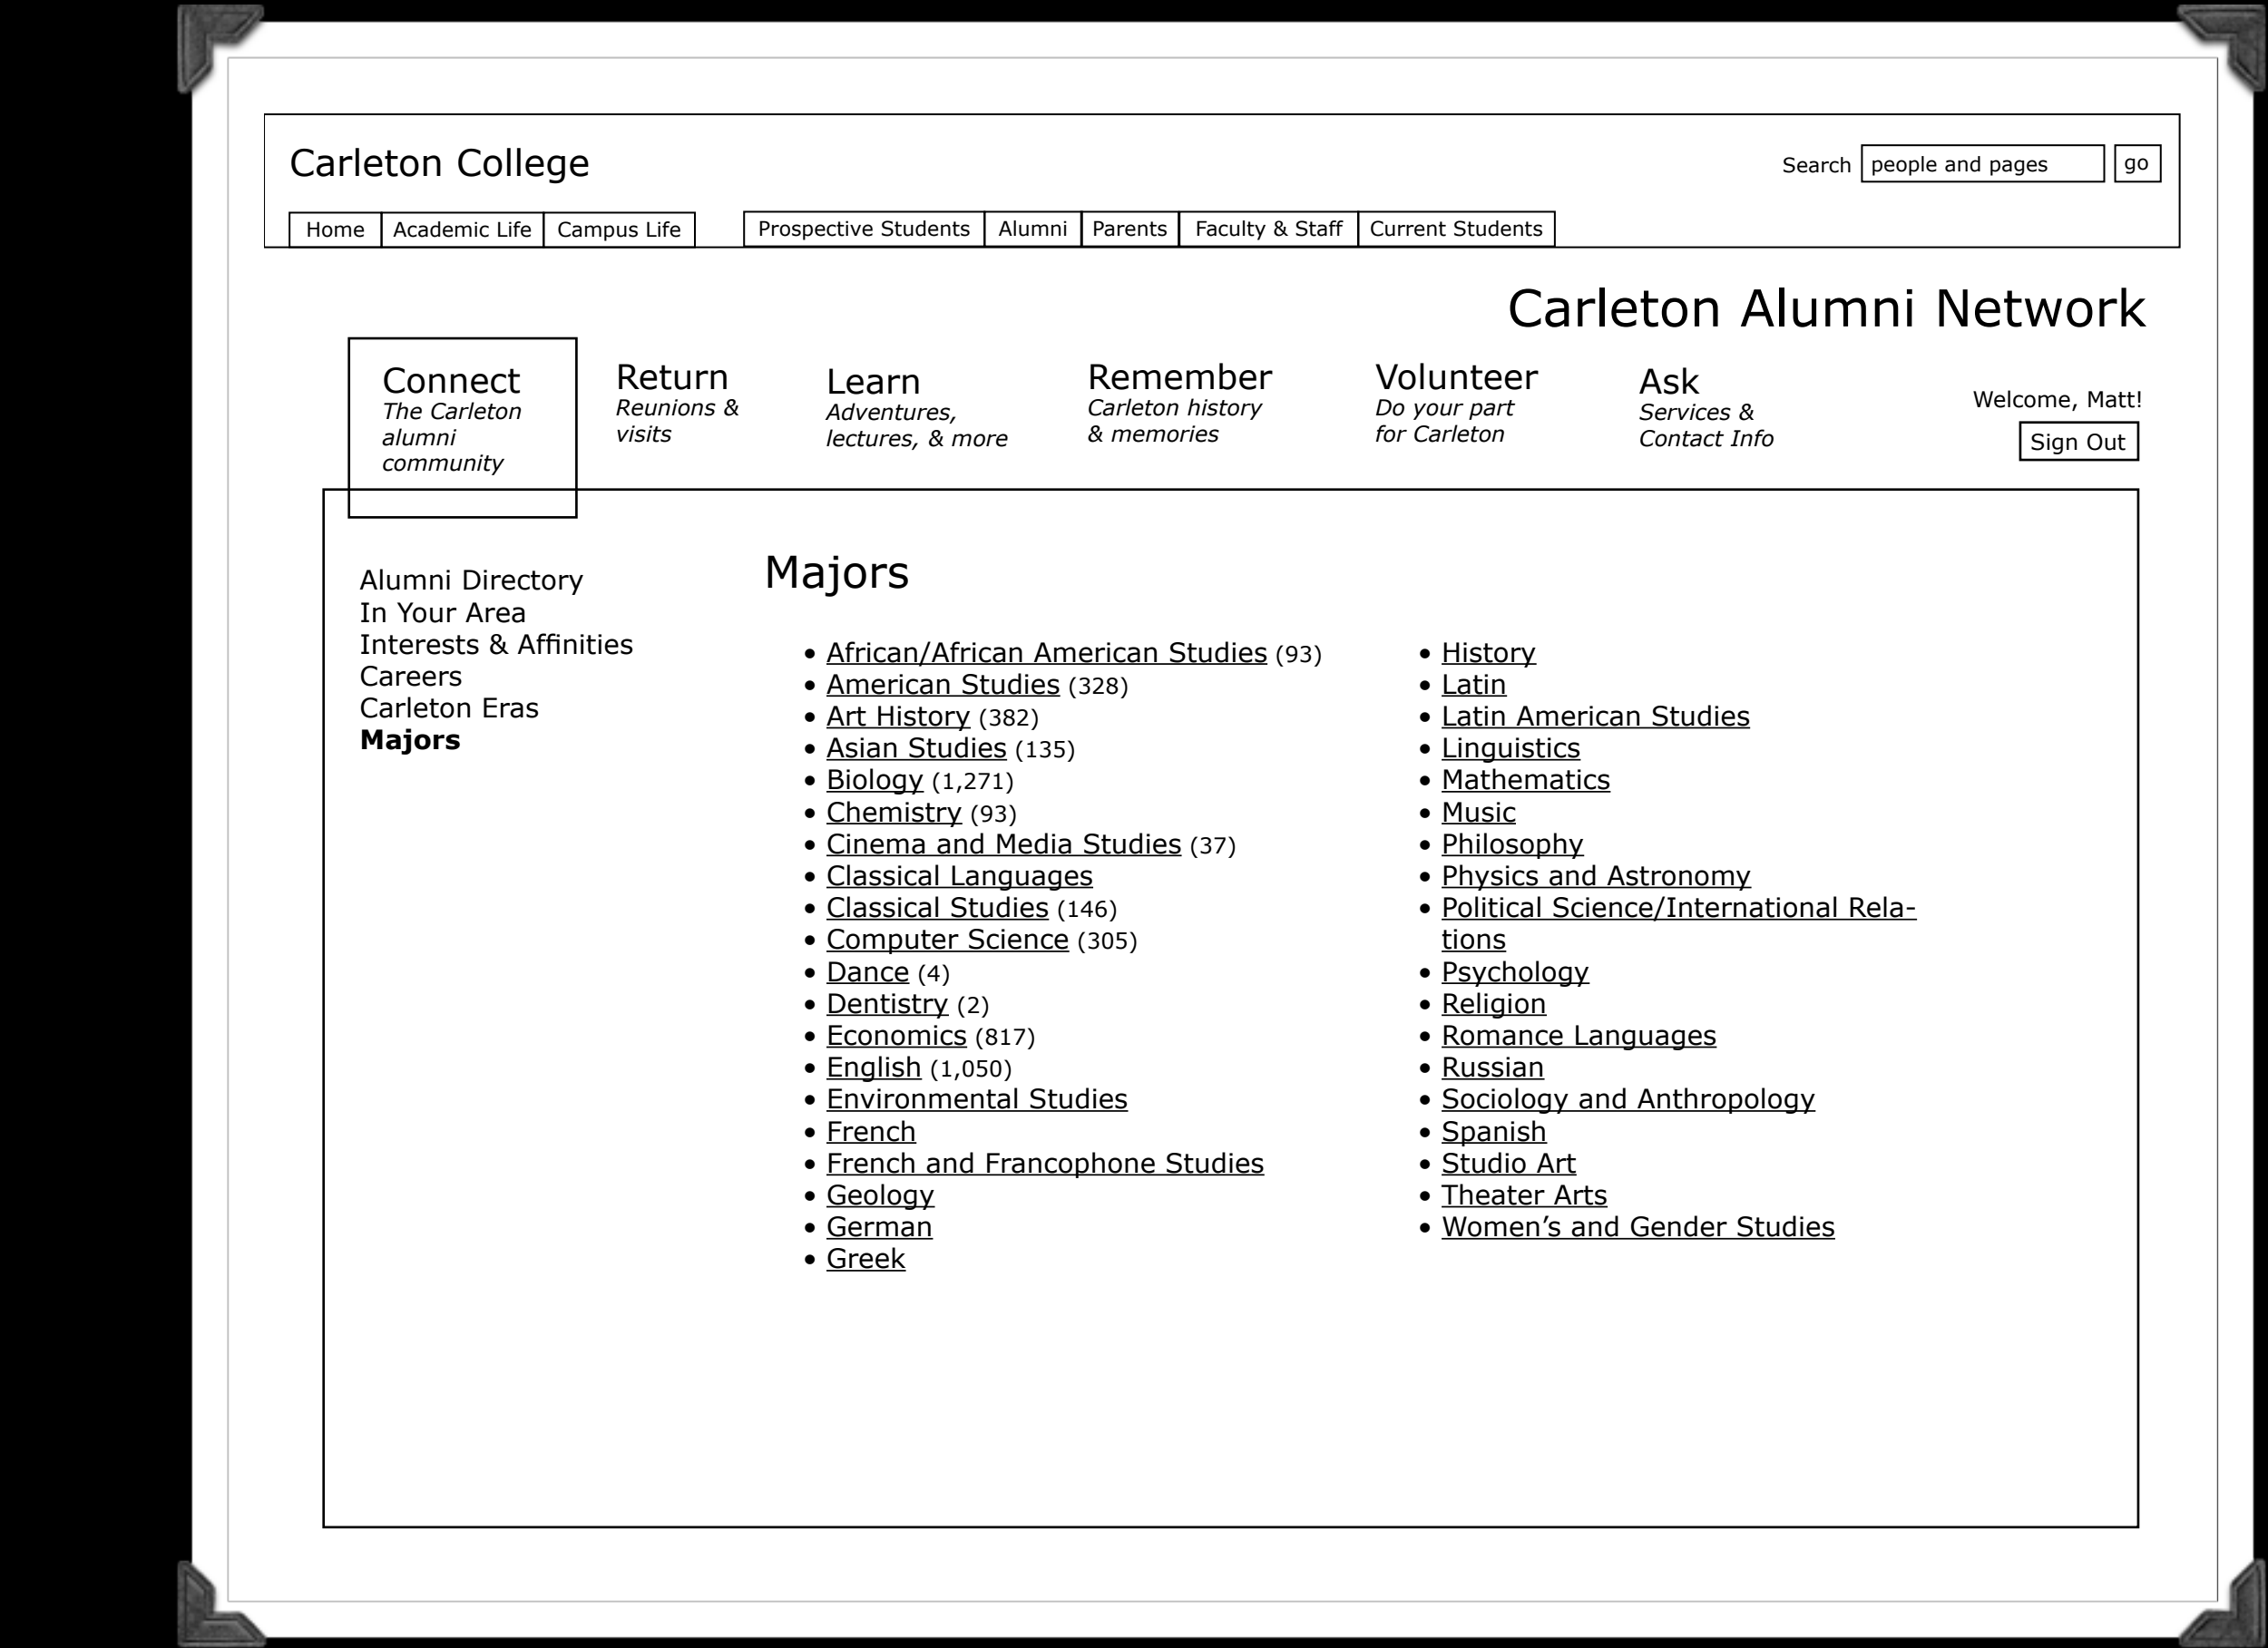 Carleton College
Search people and pages go
Home Academic Life Campus Life Prospective Students Alumni Parents Faculty & Staff Current Students
Carleton Alumni Network
Connect
The Carleton
alumni
community
Return
Reunions &
visits
Learn
Adventures,
lectures, & more
Remember
Carleton history
& memories
Volunteer
Do your part
for Carleton
Ask
Services &
Contact Info
Welcome, Matt!
Sign Out
Alumni Directory
In Your Area
Interests & Affinities
Careers
Carleton Eras
Majors
Majors
• African/African American Studies (93)
• American Studies (328)
• Art History (382)
• Asian Studies (135)
• Biology (1,271)
• Chemistry (93)
• Cinema and Media Studies (37)
• Classical Languages
• Classical Studies (146)
• Computer Science (305)
• Dance (4)
• Dentistry (2)
• Economics (817)
• English (1,050)
• Environmental Studies
• French
• French and Francophone Studies
• Geology
• German
• Greek
• History
• Latin
• Latin American Studies
• Linguistics
• Mathematics
• Music
• Philosophy
• Physics and Astronomy
• Political Science/International Rela-
tions
• Psychology
• Religion
• Romance Languages
• Russian
• Sociology and Anthropology
• Spanish
• Studio Art
• Theater Arts
• Women’s and Gender Studies